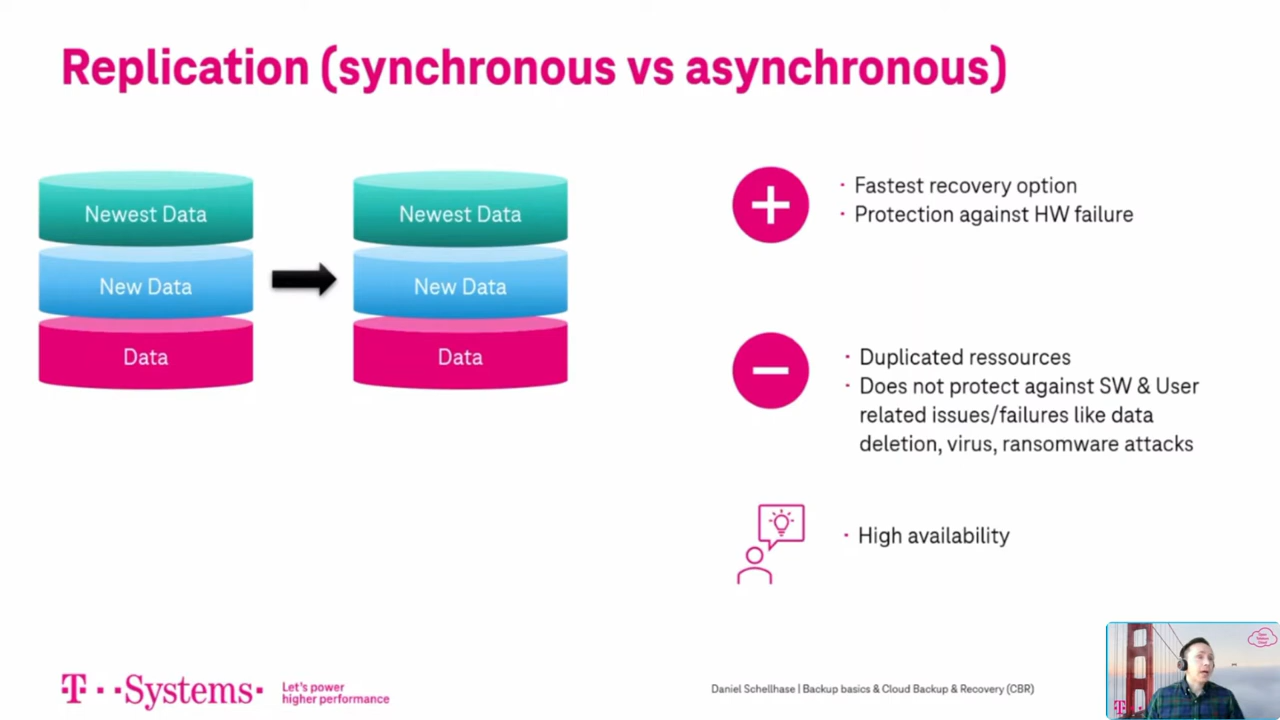 Replication (synchronous vs asynchronous)
Newest Data
New Data
Data
Newest Data
New Data
Data
· Fastest recovery option
· Protection against HW failure
· Duplicated ressources
· Does not protect against SW & User
related issues/failures like data
deletion, virus, ransomware attacks
· High availability
T··Systems·
Let's power
higher performance
Daniel Schellhase | Backup basics & Cloud Backup & Recovery (CBR)